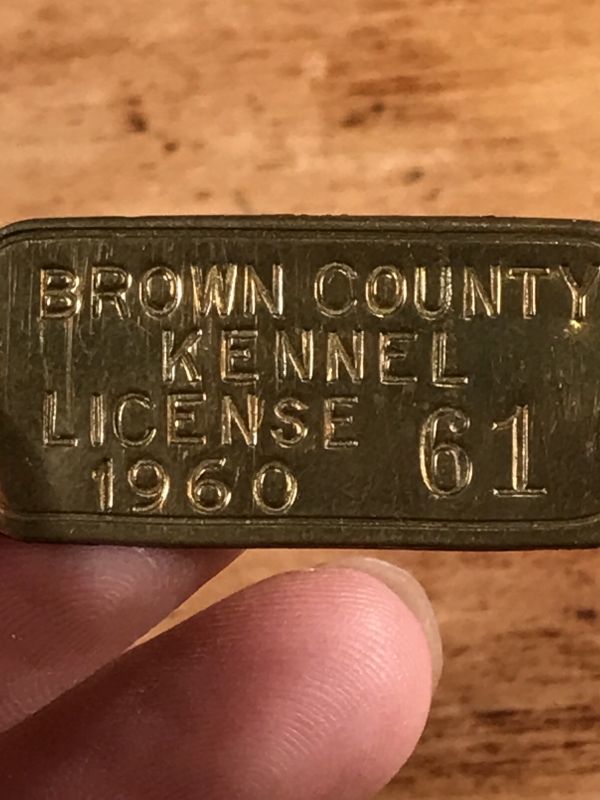 BROWN COUNTY
KENNEL
LICENSE 61
1960